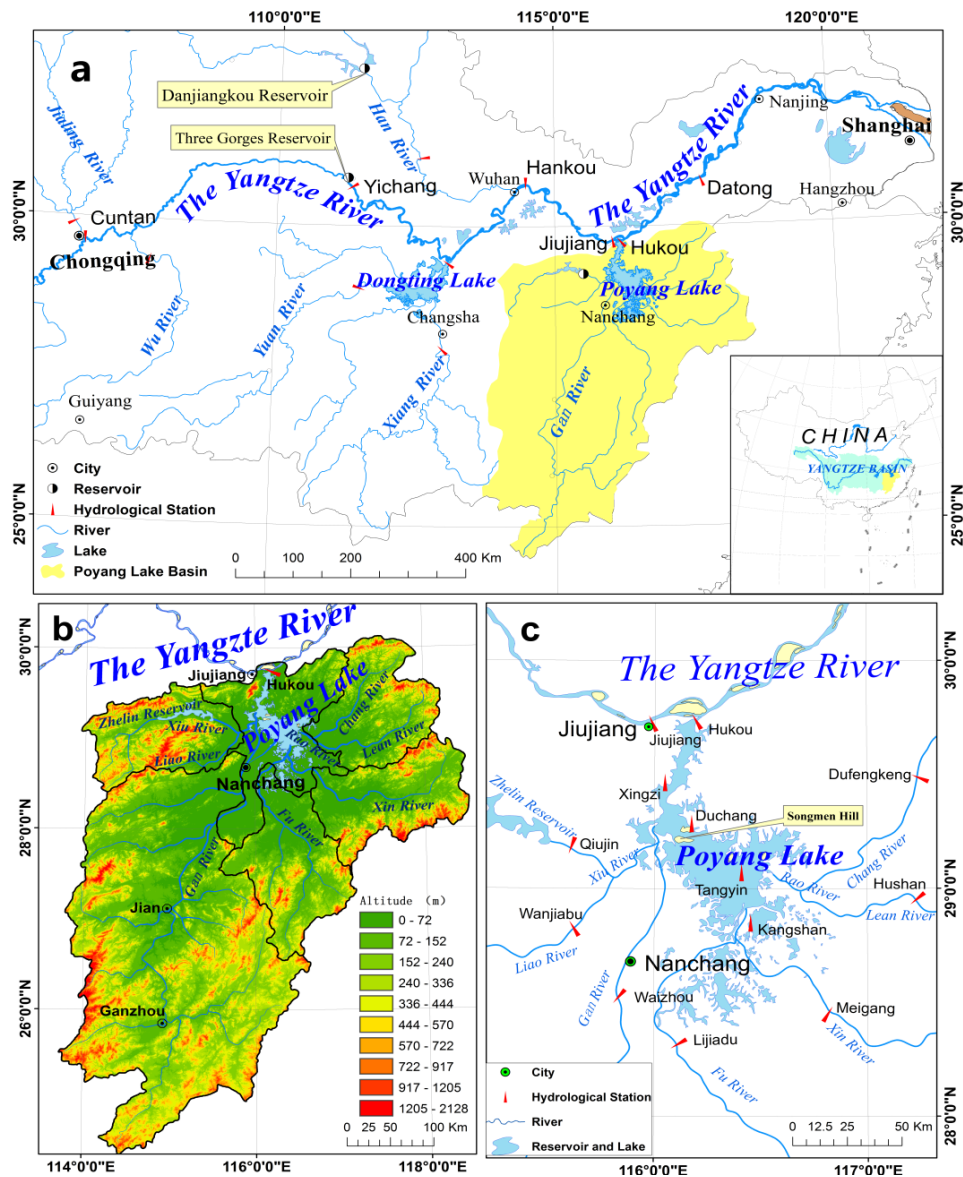 110°0'0"E 115°0'0"E 120°0'0"E
a
Danjiangkou Reservoir
Three Gorges Reservoir
Jialing River
Han River
The Yangtze River
The Yangtze River
Nanjing
Shanghai
Hankou
Wuhan
Yichang
Datong
Hangzhou
Cuntan
Chongqing
Jiujiang
Hukou
Dongting Lake
Poyang Lake
Changsha
Nanchang
Wu River
Yuan River
Xiang River
Gan River
Guiyang
30°0'0"N
25°0'0"N
30°0'0"N
25°0'0"N
City
Reservoir
Hydrological Station
River
Lake
Poyang Lake Basin
0 100 200 400 Km
CHINA
YANGTZE BASIN
b
The Yangzte River
Jiujiang
Hukou
Poyang Lake
Zhelin Reservoir
Xiu River
Liao River
Chang River
Rao River
Lean River
Nanchang
Xin River
Fu River
Gan River
Jian
Ganzhou
Altitude (m)
0 - 72
72 - 152
152 - 240
240 - 336
336 - 444
444 - 570
570 - 722
722 - 917
917 - 1205
1205 - 2128
0 25 50 100 Km
30°0'0"N
28°0'0"N
26°0'0"N
114°0'0"E 116°0'0"E 118°0'0"E
c
The Yangtze River
Jiujiang
Jiujiang
Hukou
Xingzi
Dufengkeng
Duchang
Songmen Hill
Zhelin Reservoir
Qiujin
Xiu River
Poyang Lake
Chang River
Rao River
Tangyin
Hushan
Lean River
Wanjiabu
Liao River
Kangshan
Nanchang
Gan River
Waizhou
Meigang
Xin River
Lijiadu
Fu River
City
Hydrological Station
River
Reservoir and Lake
0 12.5 25 50 Km
30°0'0"N
29°0'0"N
28°0'0"N
116°0'0"E 117°0'0"E